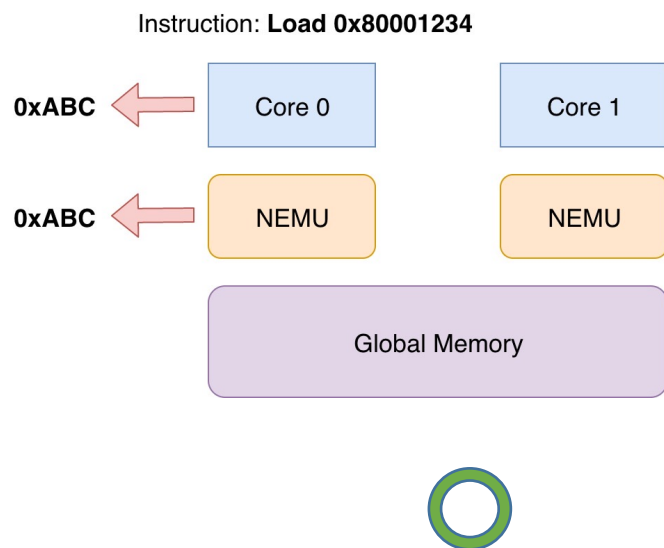 Instruction: Load 0x80001234
0xABC
Core 0
Core 1
0xABC
NEMU
NEMU
Global Memory